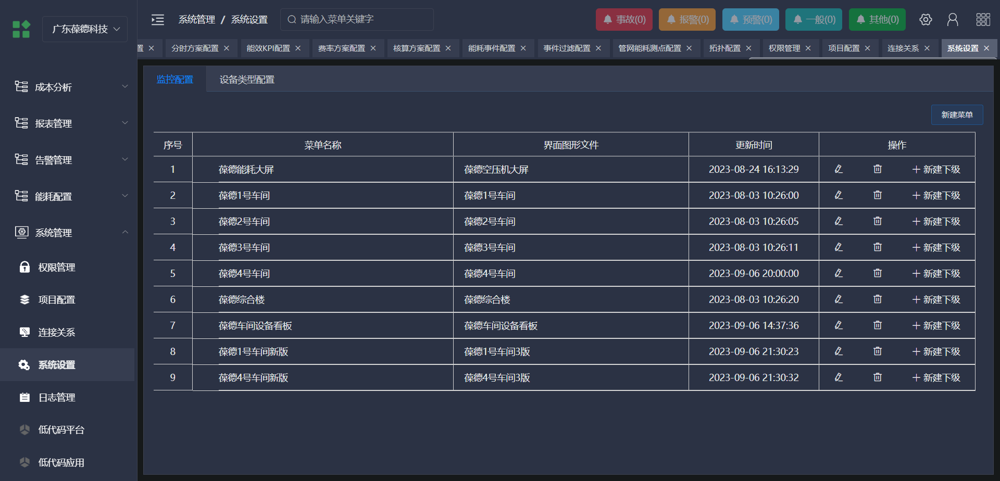 广东葆德科技
系统管理 / 系统设置
请输入菜单关键字
事故(0)
报警(0)
预警(0)
一般(0)
其他(0)
置
分时方案配置
能效KPI配置
费率方案配置
核算方案配置
能耗事件配置
事件过滤配置
管网能耗测点配置
拓扑配置
权限管理
项目配置
连接关系
系统设置
成本分析
报表管理
告警管理
能耗配置
系统管理
权限管理
项目配置
连接关系
系统设置
日志管理
低代码平台
低代码应用
监控配置
设备类型配置
新建菜单
序号 菜单名称 界面图形文件 更新时间 操作
1 葆德能耗大屏 葆德空压机大屏 2023-08-24 16:13:29 新建下级
2 葆德1号车间 葆德1号车间 2023-08-03 10:26:00 新建下级
3 葆德2号车间 葆德2号车间 2023-08-03 10:26:05 新建下级
4 葆德3号车间 葆德3号车间 2023-08-03 10:26:11 新建下级
5 葆德4号车间 葆德4号车间 2023-09-06 20:00:00 新建下级
6 葆德综合楼 葆德综合楼 2023-08-03 10:26:20 新建下级
7 葆德车间设备看板 葆德车间设备看板 2023-09-06 14:37:36 新建下级
8 葆德1号车间新版 葆德1号车间3版 2023-09-06 21:30:23 新建下级
9 葆德4号车间新版 葆德4号车间3版 2023-09-06 21:30:32 新建下级